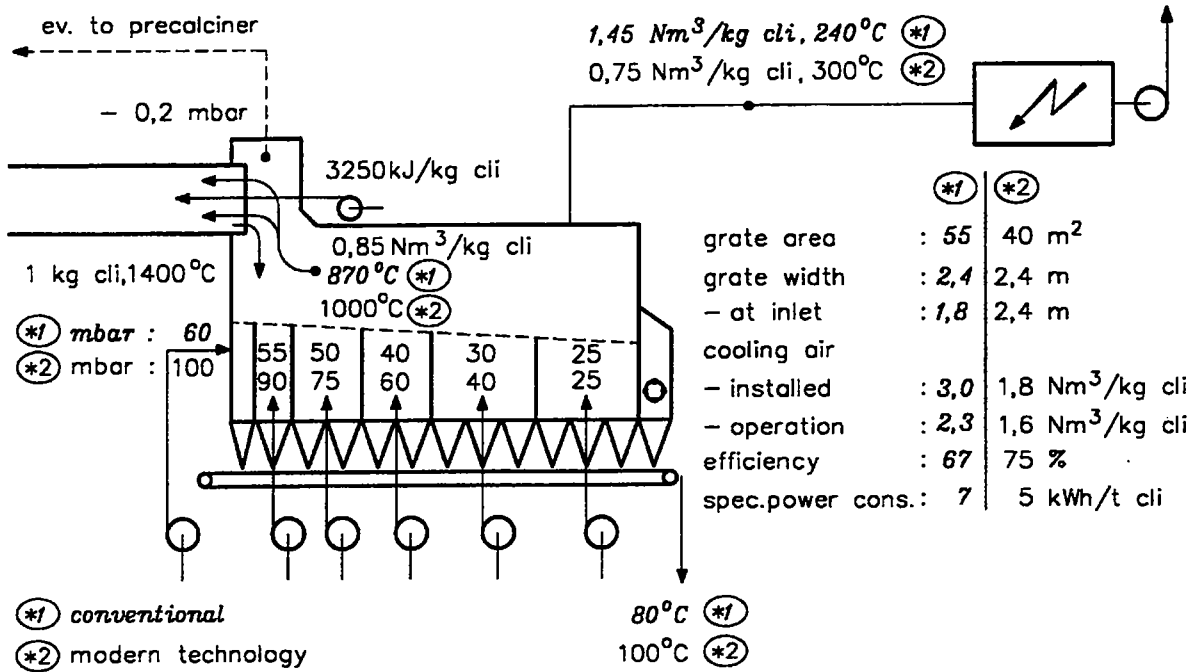 ev. to precalciner
1,45 Nm³/kg cli, 240°C *1
0,75 Nm³/kg cli, 300°C *2
– 0,2 mbar
3250kJ/kg cli
0,85 Nm³/kg cli
1 kg cli,1400°C
870°C *1
1000°C *2
*1 mbar : 60
*2 mbar : 100
55 50 40 30 25
90 75 60 40 25
*1 *2
grate area : 55 40 m²
grate width : 2,4 2,4 m
– at inlet : 1,8 2,4 m
cooling air
– installed : 3,0 1,8 Nm³/kg cli
– operation : 2,3 1,6 Nm³/kg cli
efficiency : 67 75 %
spec.power cons. : 7 5 kWh/t cli
*1 conventional
*2 modern technology
80°C *1
100°C *2